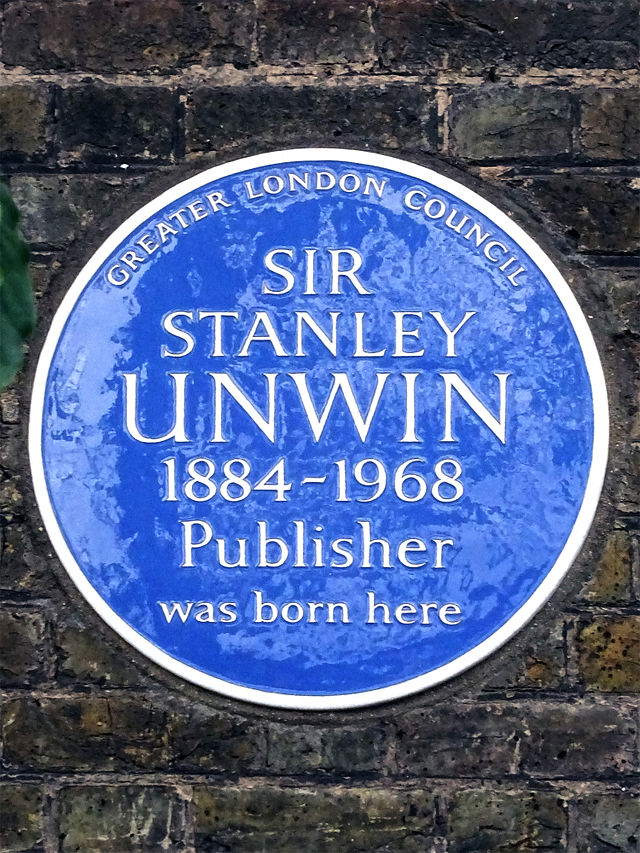 GREATER LONDON COUNCIL
SIR
STANLEY
UNWIN
1884-1968
Publisher
was born here